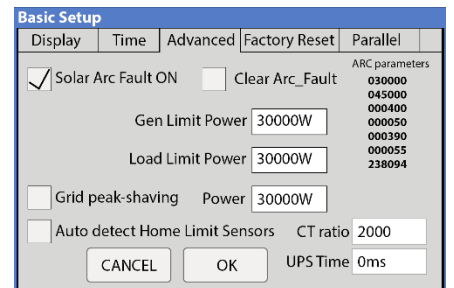 Basic Setup
Display Time Advanced Factory Reset Parallel
Solar Arc Fault ON Clear Arc_Fault
ARC parameters
030000
045000
000400
000050
000390
000055
238094
Gen Limit Power 30000W
Load Limit Power 30000W
Grid peak-shaving Power 30000W
Auto detect Home Limit Sensors CT ratio 2000
CANCEL OK UPS Time 0ms